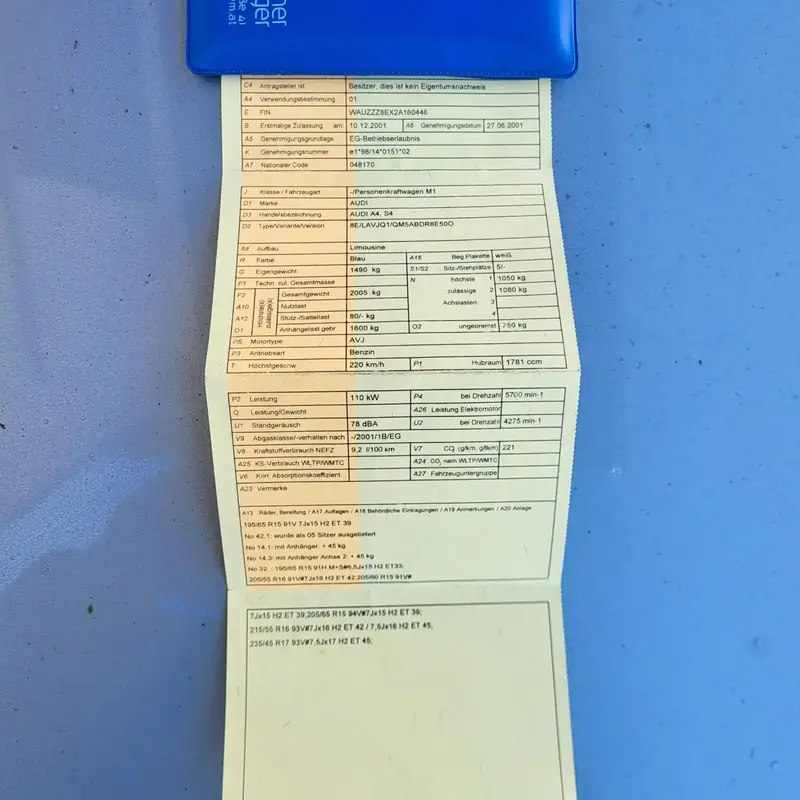 ner
ger
ße 41
ym.at
C4 Antragsteller ist Besitzer, dies ist kein Eigentumsnachweis
A4 Verwendungsbestimmung 01
E FIN WAUZZZ8EX2A160446
B Erstmalige Zulassung am: 10.12.2001 A6 Genehmigungsdatum 27.06.2001
A5 Genehmigungsgrundlage EG-Betriebserlaubnis
K Genehmigungsnummer e1*98/14*0151*02
A7 Nationaler Code 048170
J Klasse / Fahrzeugart -/Personenkraftwagen M1
D1 Marke AUDI
D3 Handelsbezeichnung AUDI A4, S4
D2 Type/Variante/Version 8E/LAVJQ1/QM5ABDR8E50O
A8 Aufbau Limousine
R Farbe Blau A16 Beg.Plakette weiß
G Eigengewicht 1490 kg S1/S2 Sitz-/Stehplätze 5/-
F1 Techn. zul. Gesamtmasse N höchste 1 1050 kg
F2 Höchste(s) zulässige(s) Gesamtgewicht 2005 kg zulässige 2 1080 kg
A10 Nutzlast Achslasten 3
A12 Stütz-/Sattellast 80/- kg 4
O1 Anhängelast gebr 1600 kg O2 ungebremst 750 kg
P5 Motortype AVJ
P3 Antriebsart Benzin
T Höchstgeschw 220 km/h P1 Hubraum 1781 ccm
P2 Leistung 110 kW P4 bei Drehzahl 5700 min-1
Q Leistung/Gewicht A26 Leistung Elektromotor
U1 Standgeräusch 78 dBA U2 bei Drehzahl 4275 min-1
V9 Abgasklasse/-verhalten nach -/2001/1B/EG
V8 Kraftstoffverbrauch NEFZ 9,2 l/100 km V7 CO2 (g/km, g/tkm) 221
A25 KS-Verbrauch WLTP/WMTC A24 CO2 nach WLTP/WMTC
V6 Korr Absorptionskoeffizient A27 Fahrzeuguntergruppe
A23 Vermerke
A13 Räder, Bereifung / A17 Auflagen / A18 Behördliche Eintragungen / A19 Anmerkungen / A20 Anlage
195/65 R15 91V 7Jx15 H2 ET 39
No 42.1: wurde als 05 Sitzer ausgeliefert
No 14.1: mit Anhänger: + 45 kg
No 14.3: mit Anhänger Achse 2: + 45 kg
No 32. : 195/65 R15 91H M+S#6,5Jx15 H2 ET33;
205/55 R16 91V#7Jx16 H2 ET 42;205/60 R15 91V#
7Jx15 H2 ET 39;205/65 R15 94V#7Jx15 H2 ET 39;
215/55 R16 93V#7Jx16 H2 ET 42 / 7,5Jx16 H2 ET 45;
235/45 R17 93V#7,5Jx17 H2 ET 45;